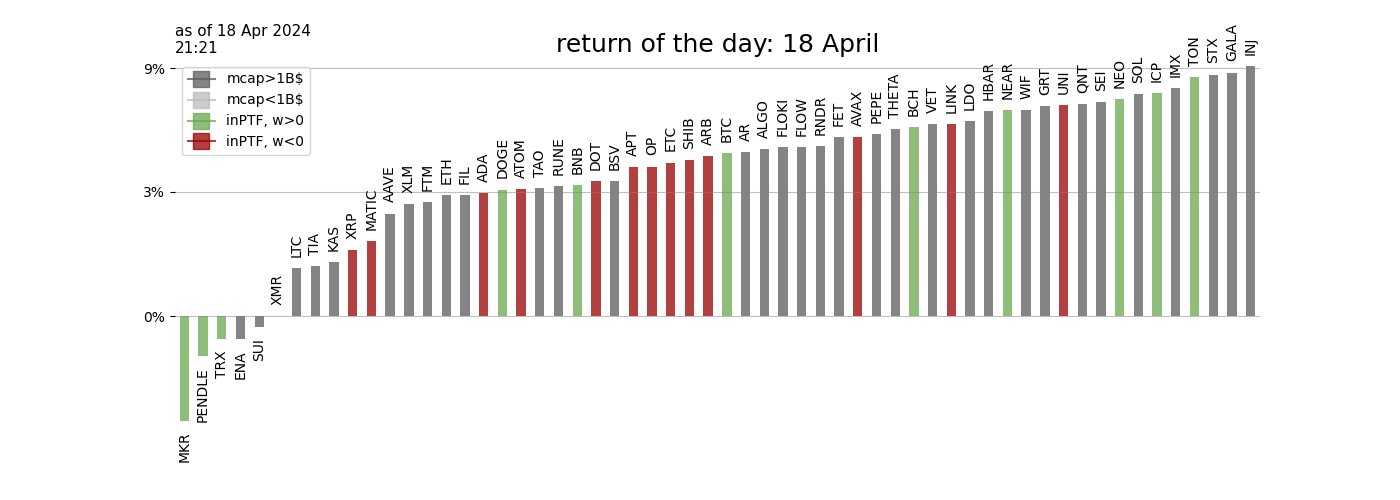 as of 18 Apr 2024
21:21
return of the day: 18 April
9%
3%
0%
mcap>1B$
mcap<1B$
inPTF, w>0
inPTF, w<0
MKR
PENDLE
TRX
ENA
SUI
XMR
LTC
TIA
KAS
XRP
MATIC
AAVE
XLM
FTM
ETH
FIL
ADA
DOGE
ATOM
TAO
RUNE
BNB
DOT
BSV
APT
OP
ETC
SHIB
ARB
BTC
AR
ALGO
FLOKI
FLOW
RNDR
FET
AVAX
PEPE
THETA
BCH
VET
LINK
LDO
HBAR
NEAR
WIF
GRT
UNI
QNT
SEI
NEO
SOL
ICP
IMX
TON
STX
GALA
INJ